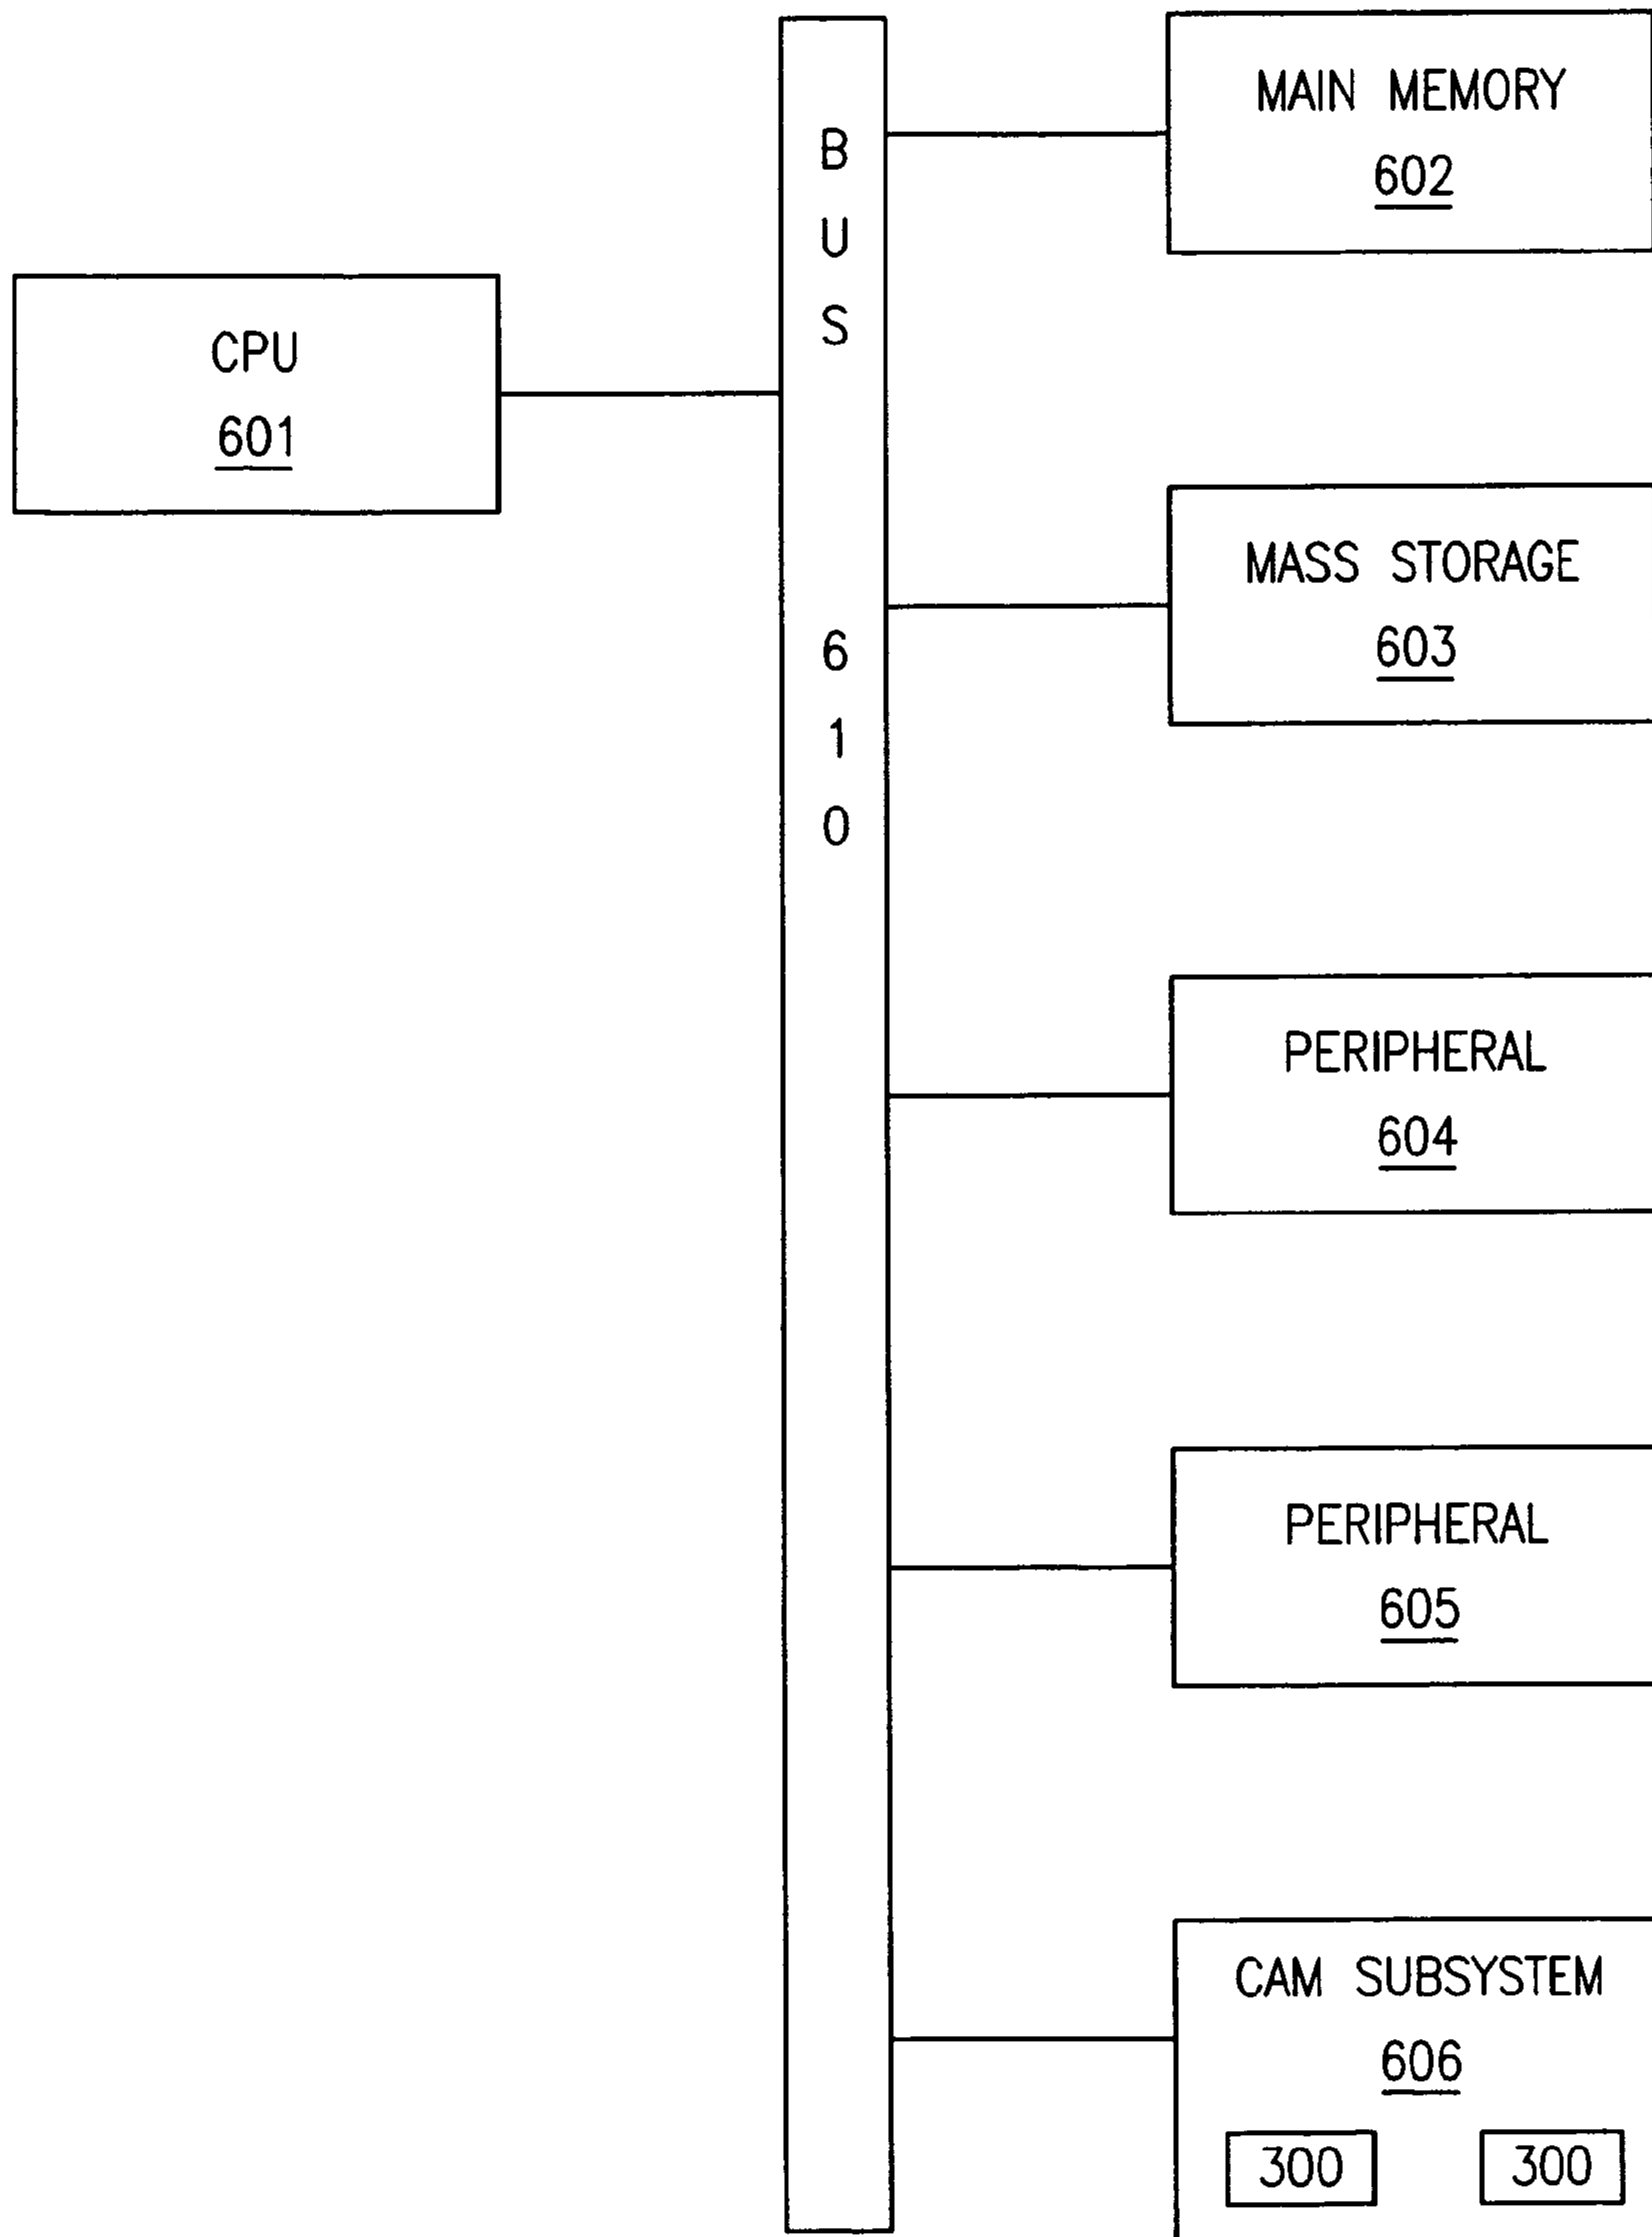 CPU
601
B
U
S
6
1
0
MAIN MEMORY
602
MASS STORAGE
603
PERIPHERAL
604
PERIPHERAL
605
CAM SUBSYSTEM
606
300 300